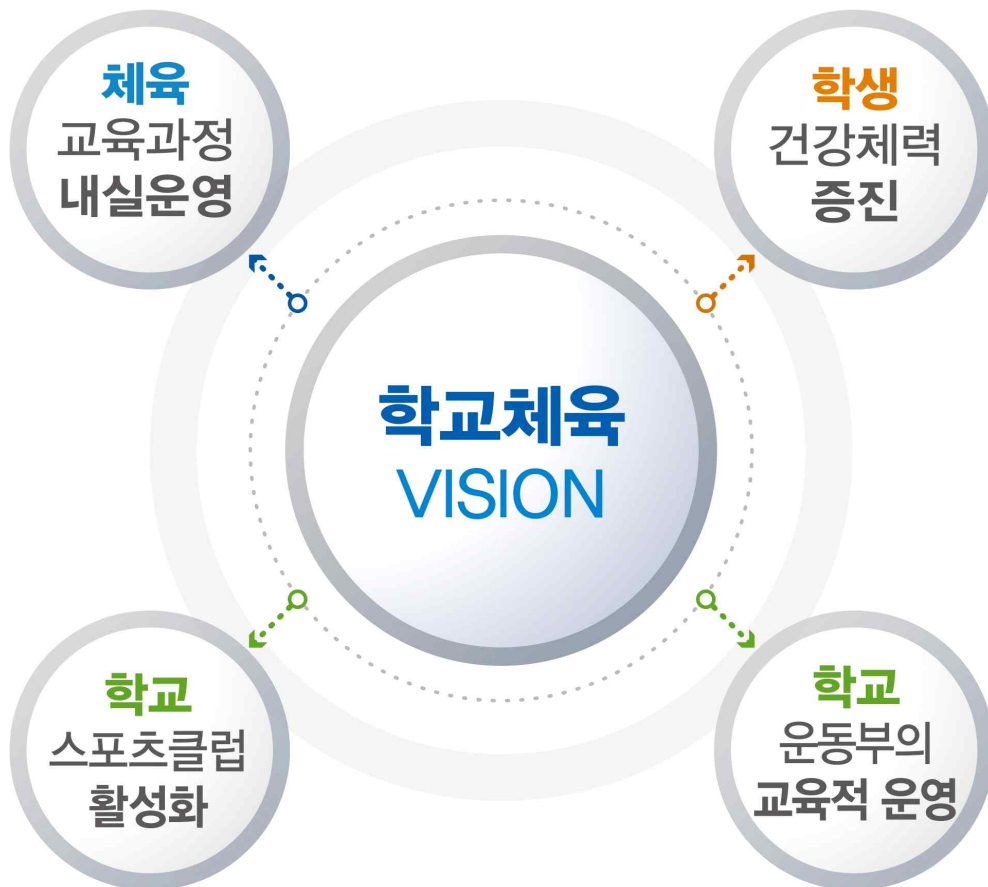 체육
교육과정
내실운영
학생
건강체력
증진
학교체육
VISION
학교
스포츠클럽
활성화
학교
운동부의
교육적 운영